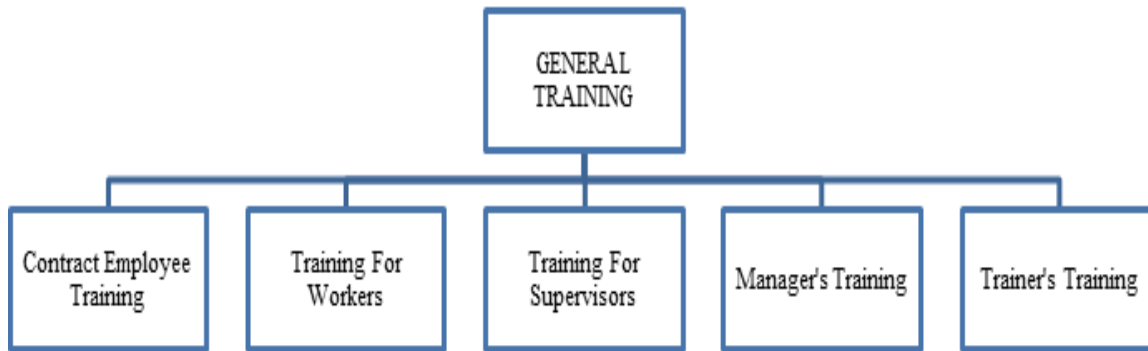 GENERAL
TRAINING
Contract Employee
Training
Training For
Workers
Training For
Supervisors
Manager's Training
Trainer's Training